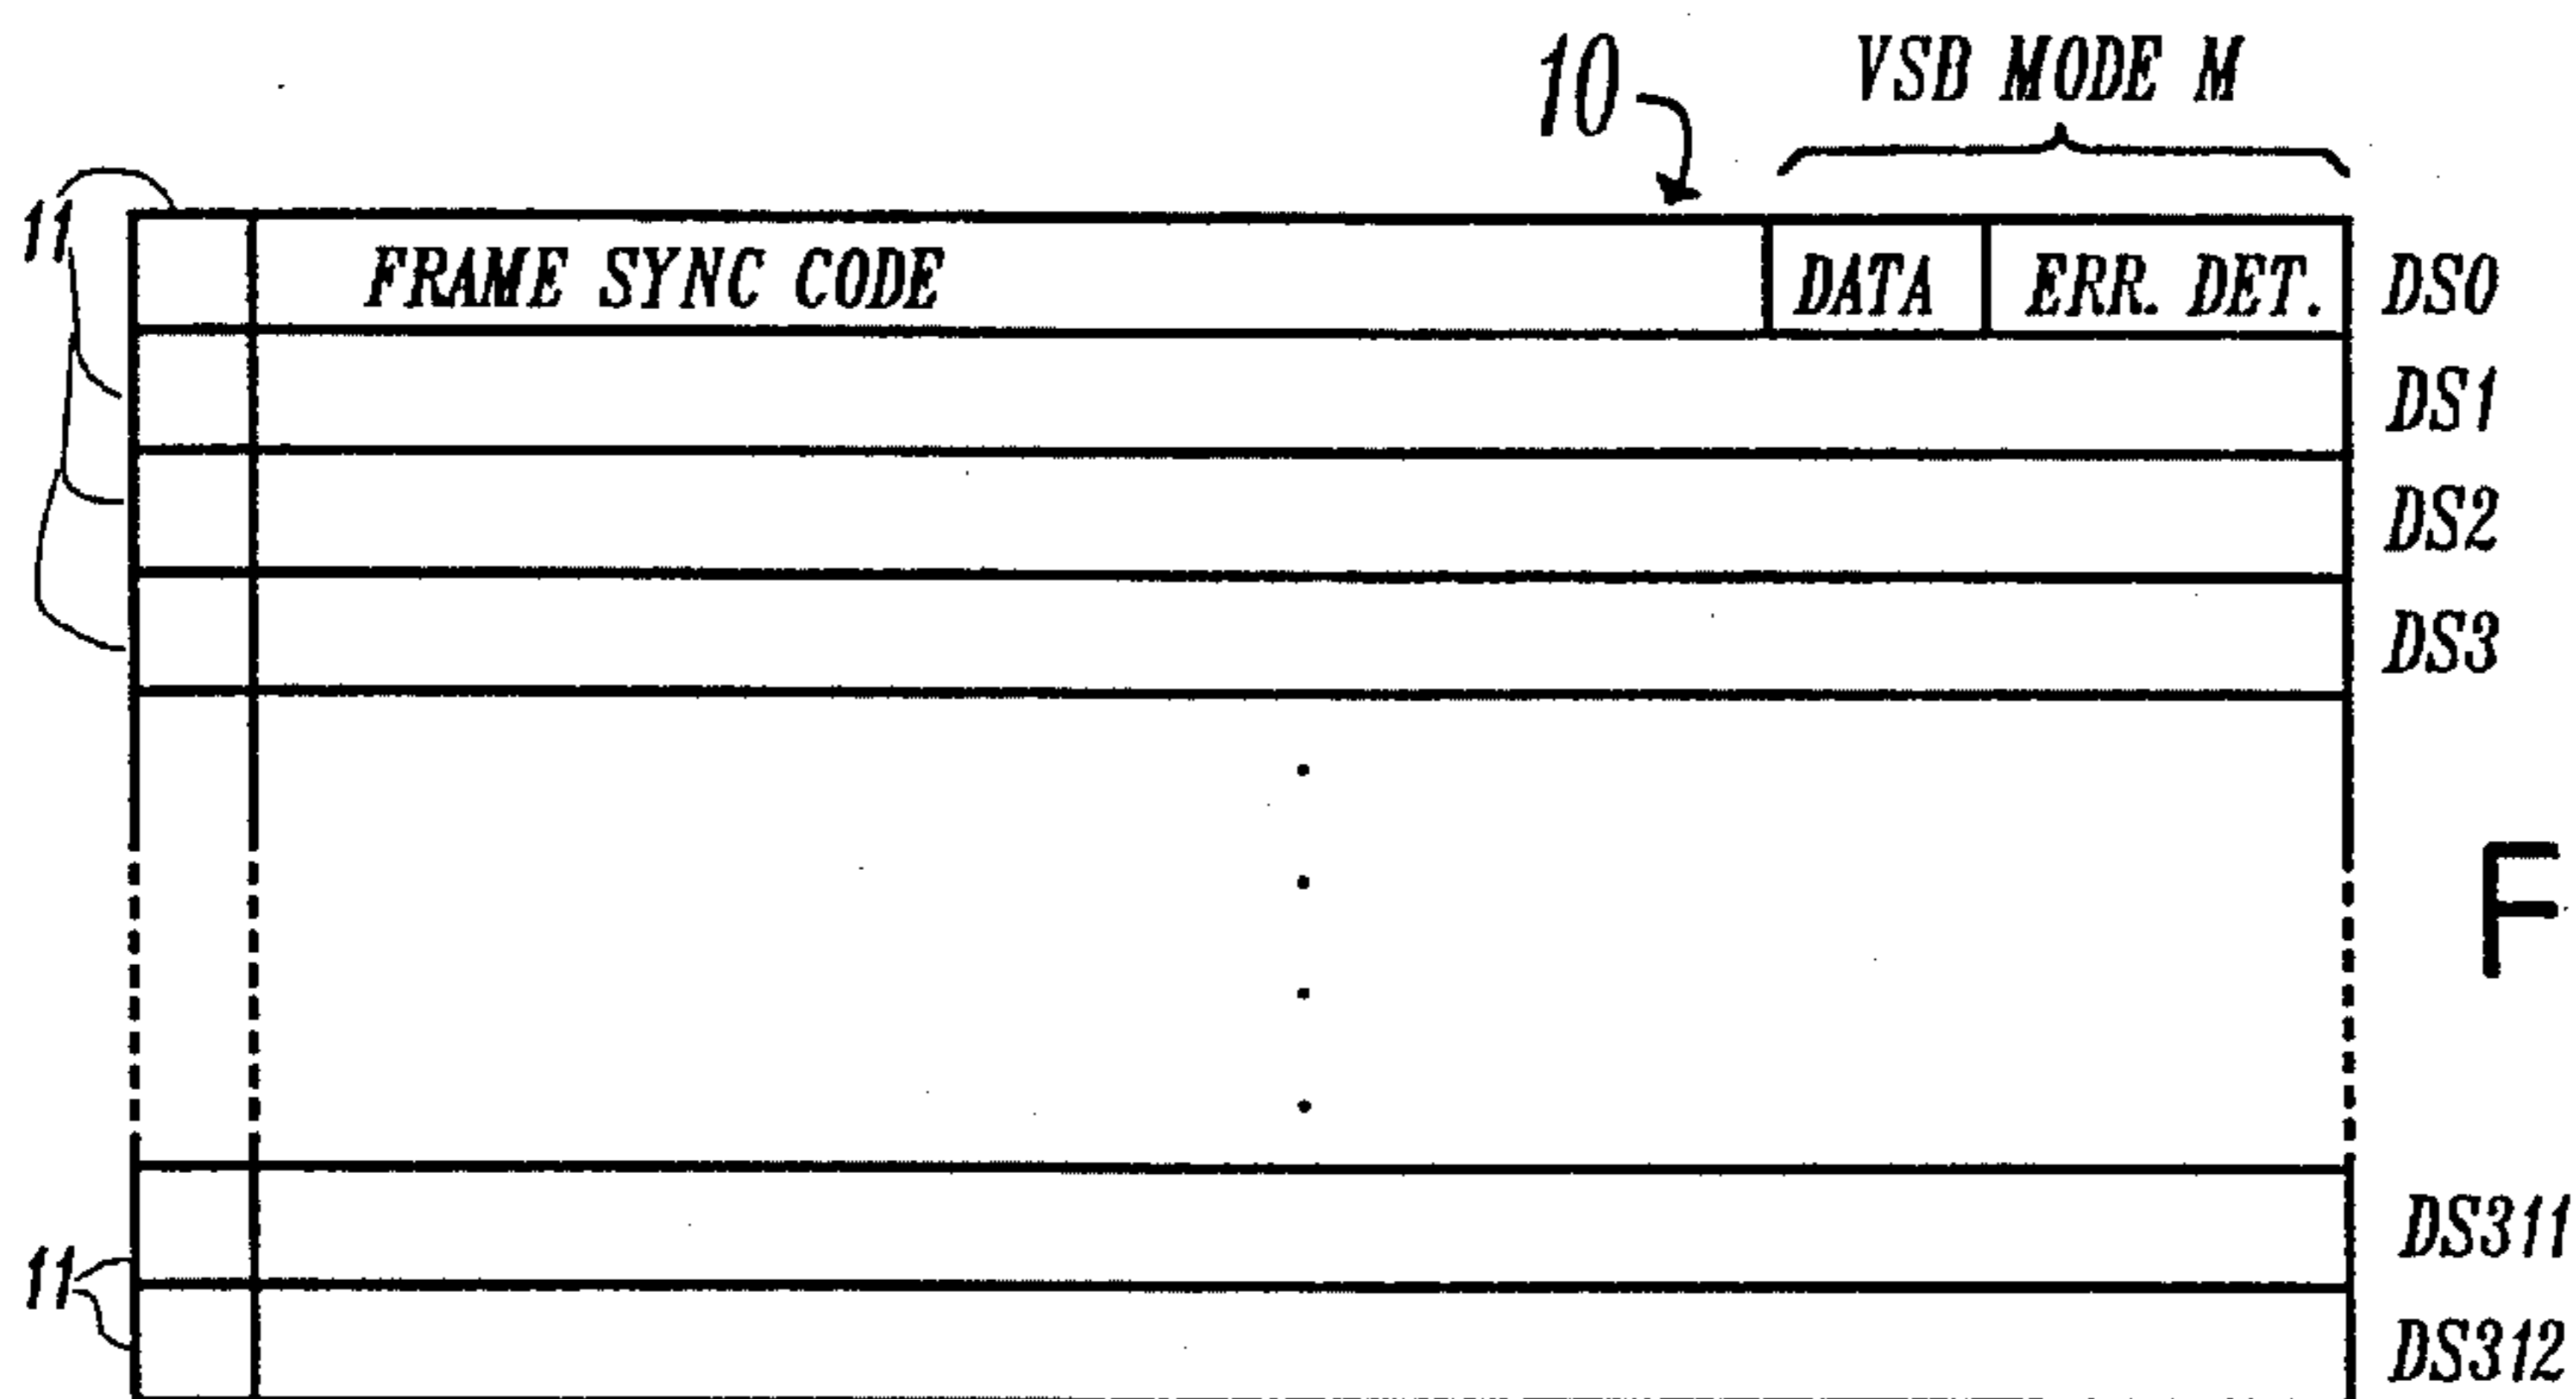 10
VSB MODE M
11
FRAME SYNC CODE
DATA
ERR. DET.
DS0
DS1
DS2
DS3
F
DS311
11
DS312